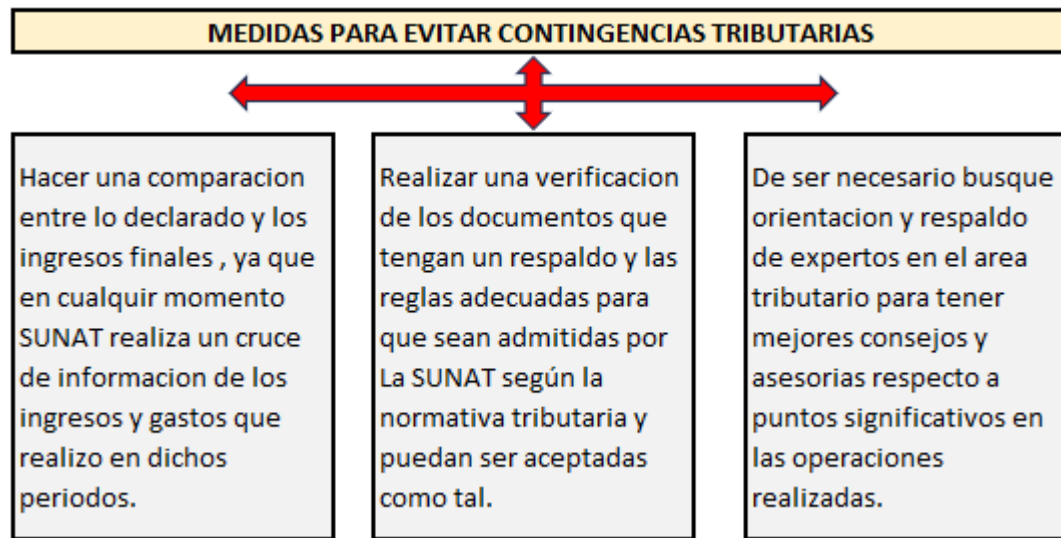 MEDIDAS PARA EVITAR CONTINGENCIAS TRIBUTARIAS
Hacer una comparacion
entre lo declarado y los
ingresos finales , ya que
en cualquir momento
SUNAT realiza un cruce
de informacion de los
ingresos y gastos que
realizo en dichos
periodos.
Realizar una verificacion
de los documentos que
tengan un respaldo y las
reglas adecuadas para
que sean admitidas por
La SUNAT según la
normativa tributaria y
puedan ser aceptadas
como tal.
De ser necesario busque
orientacion y respaldo
de expertos en el area
tributario para tener
mejores consejos y
asesorias respecto a
puntos significativos en
las operaciones
realizadas.